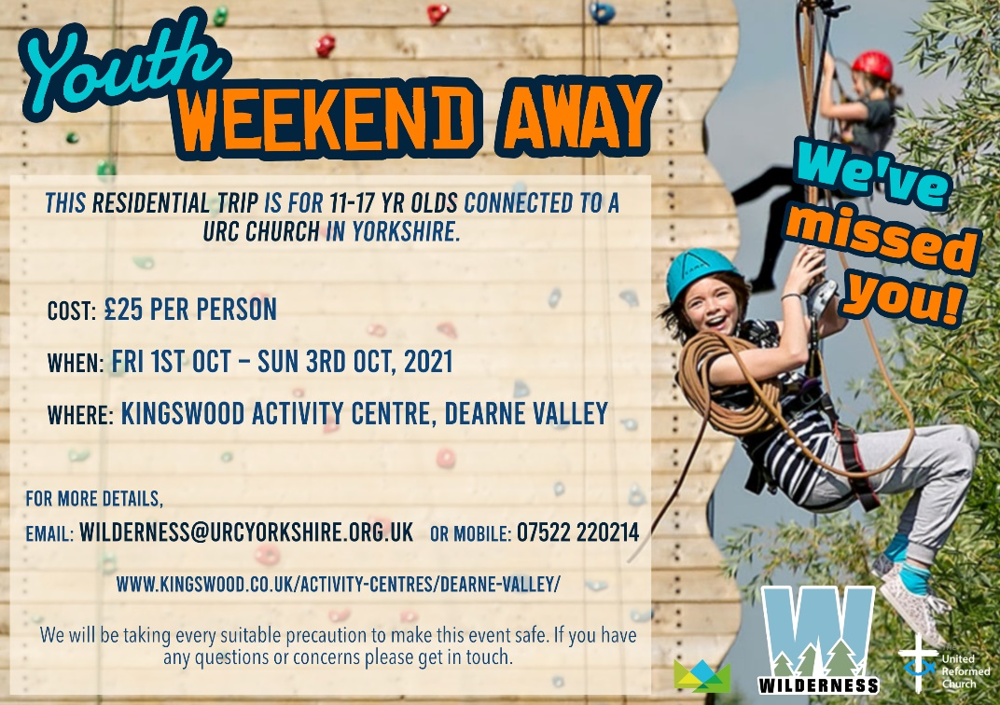 Youth
WEEKEND AWAY
We've
missed
you!
THIS RESIDENTIAL TRIP IS FOR 11-17 YR OLDS CONNECTED TO A
URC CHURCH IN YORKSHIRE.
COST: £25 PER PERSON
WHEN: FRI 1ST OCT – SUN 3RD OCT, 2021
WHERE: KINGSWOOD ACTIVITY CENTRE, DEARNE VALLEY
FOR MORE DETAILS,
EMAIL: WILDERNESS@URCYORKSHIRE.ORG.UK OR MOBILE: 07522 220214
WWW.KINGSWOOD.CO.UK/ACTIVITY-CENTRES/DEARNE-VALLEY/
We will be taking every suitable precaution to make this event safe. If you have
any questions or concerns please get in touch.
W
WILDERNESS
The
United
Reformed
Church